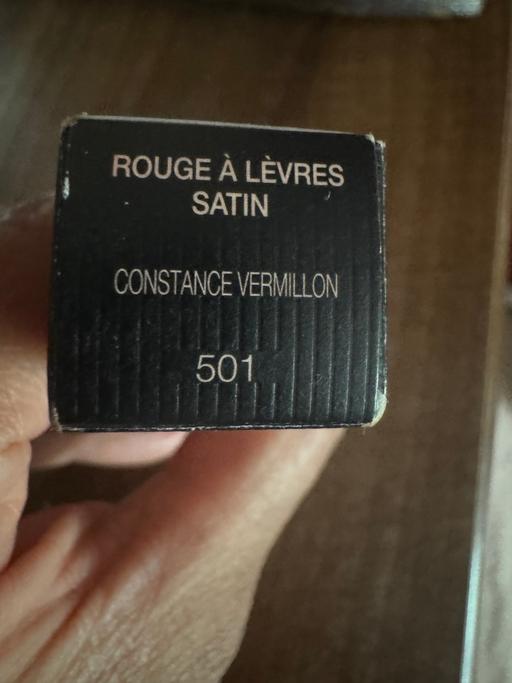 ROUGE À LÈVRES
SATIN
CONSTANCE VERMILLON
501